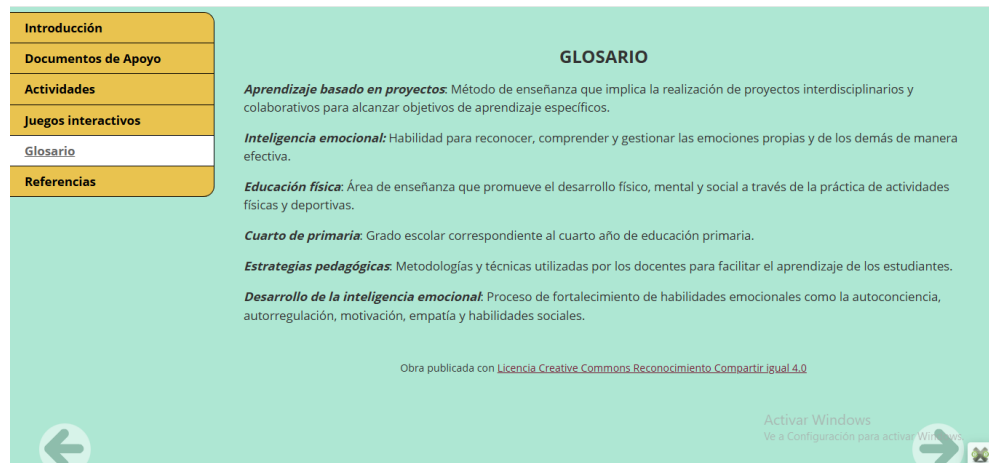 Introducción
Documentos de Apoyo
Actividades
Juegos interactivos
Glosario
Referencias
GLOSARIO
Aprendizaje basado en proyectos: Método de enseñanza que implica la realización de proyectos interdisciplinarios y
colaborativos para alcanzar objetivos de aprendizaje específicos.
Inteligencia emocional: Habilidad para reconocer, comprender y gestionar las emociones propias y de los demás de manera
efectiva.
Educación física: Área de enseñanza que promueve el desarrollo físico, mental y social a través de la práctica de actividades
físicas y deportivas.
Cuarto de primaria: Grado escolar correspondiente al cuarto año de educación primaria.
Estrategias pedagógicas: Metodologías y técnicas utilizadas por los docentes para facilitar el aprendizaje de los estudiantes.
Desarrollo de la inteligencia emocional: Proceso de fortalecimiento de habilidades emocionales como la autoconciencia,
autorregulación, motivación, empatía y habilidades sociales.
Obra publicada con Licencia Creative Commons Reconocimiento Compartir igual 4.0
Activar Windows
Ve a Configuración para activar Windows.